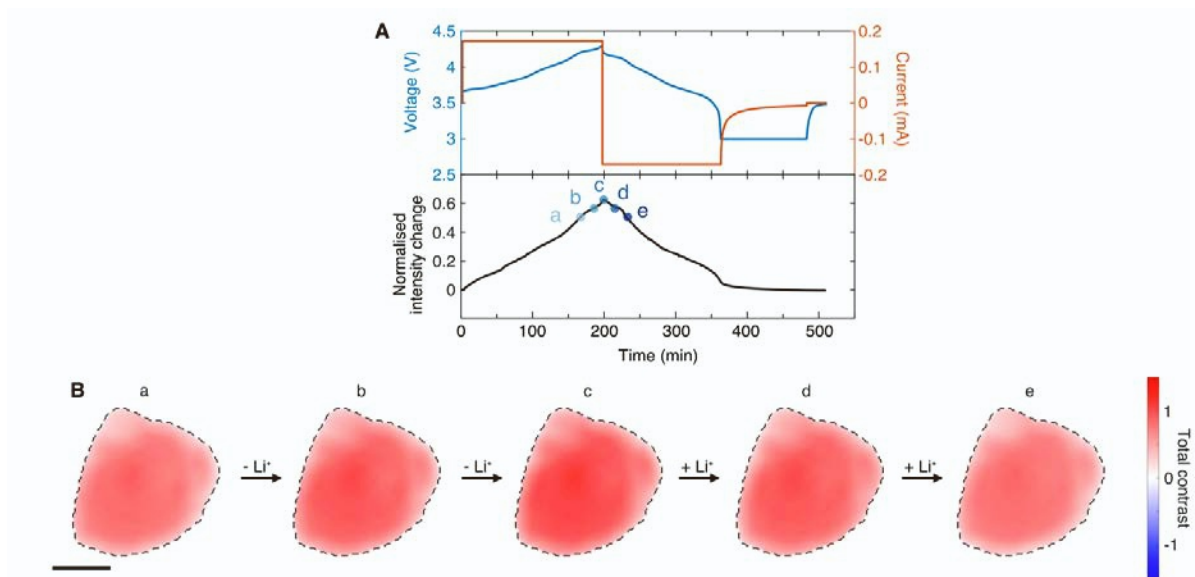 A
4.5
4
3.5
3
2.5
Voltage (V)
0.2
0.1
0
-0.1
-0.2
Current (mA)
0.6
0.4
0.2
0
Normalised
intensity change
a
b
c
d
e
0
100
200
300
400
500
Time (min)
B
a
b
c
d
e
- Li⁺
- Li⁺
+ Li⁺
+ Li⁺
1
0
-1
Total contrast